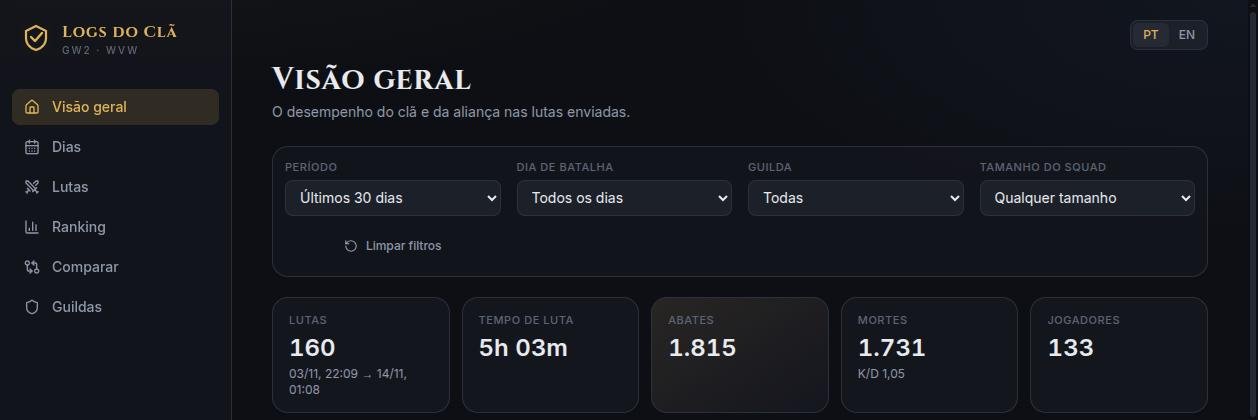 Logs do Clã
GW2 · WVW
PT EN
Visão geral
Dias
Lutas
Ranking
Comparar
Guildas
Visão geral
O desempenho do clã e da aliança nas lutas enviadas.
PERÍODO
Últimos 30 dias
DIA DE BATALHA
Todos os dias
GUILDA
Todas
TAMANHO DO SQUAD
Qualquer tamanho
Limpar filtros
LUTAS
160
03/11, 22:09 → 14/11,
01:08
TEMPO DE LUTA
5h 03m
ABATES
1.815
MORTES
1.731
K/D 1,05
JOGADORES
133